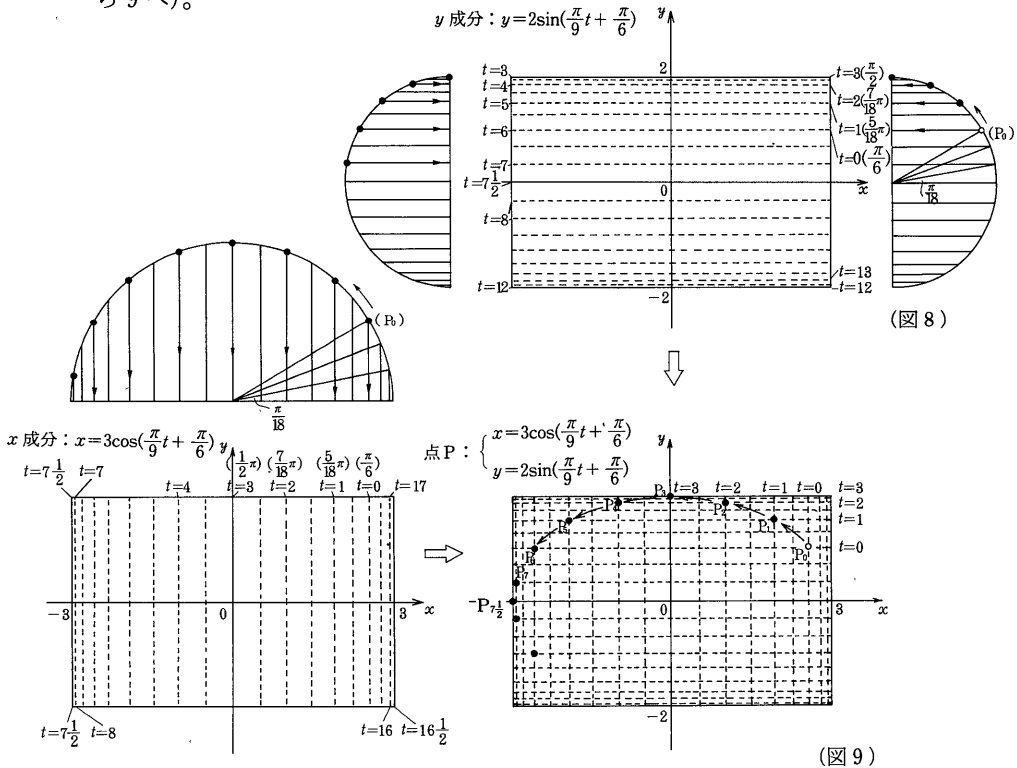 ら9へ)。
y 成分：y=2sin(π/9 t+ π/6)
y
2
t=3
t=4
t=5
t=6
t=7
t=7 1/2
t=8
t=12
t=3(π/2)
t=2(7/18 π)
t=1(5/18 π)
t=0(π/6)
x
0
t=13
t=12
−2
(P₀)
π/18
(図8)
(P₀)
π/18
x 成分：x=3cos(π/9 t+ π/6)
y
t=7 1/2
t=7
(1/2 π) (7/18 π) (5/18 π) (π/6)
t=4
t=3
t=2
t=1
t=0
t=17
−3
0
3
x
t=7 1/2
t=8
t=16
t=16 1/2
点P：{ x=3cos(π/9 t+ π/6)
y=2sin(π/9 t+ π/6)
y
t=3
t=2
t=1
t=0
t=3
t=2
t=1
t=0
P₃
P₂
P₁
P₀
P₄
P₅
P₆
P₇
−P₇ 1/2
0
3
x
−2
(図9)